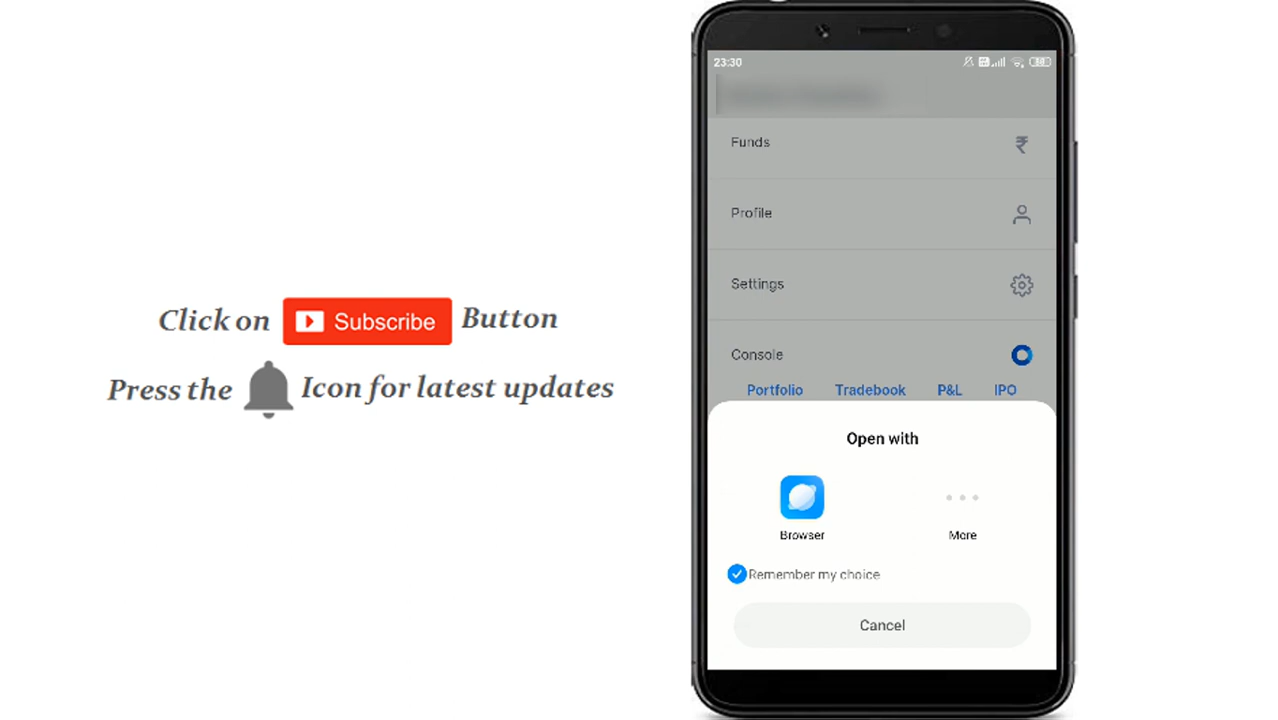 Click on Subscribe Button
Press the Icon for latest updates
23:30
Funds
Profile
Settings
Console
Portfolio Tradebook P&L IPO
Open with
Browser More
Remember my choice
Cancel